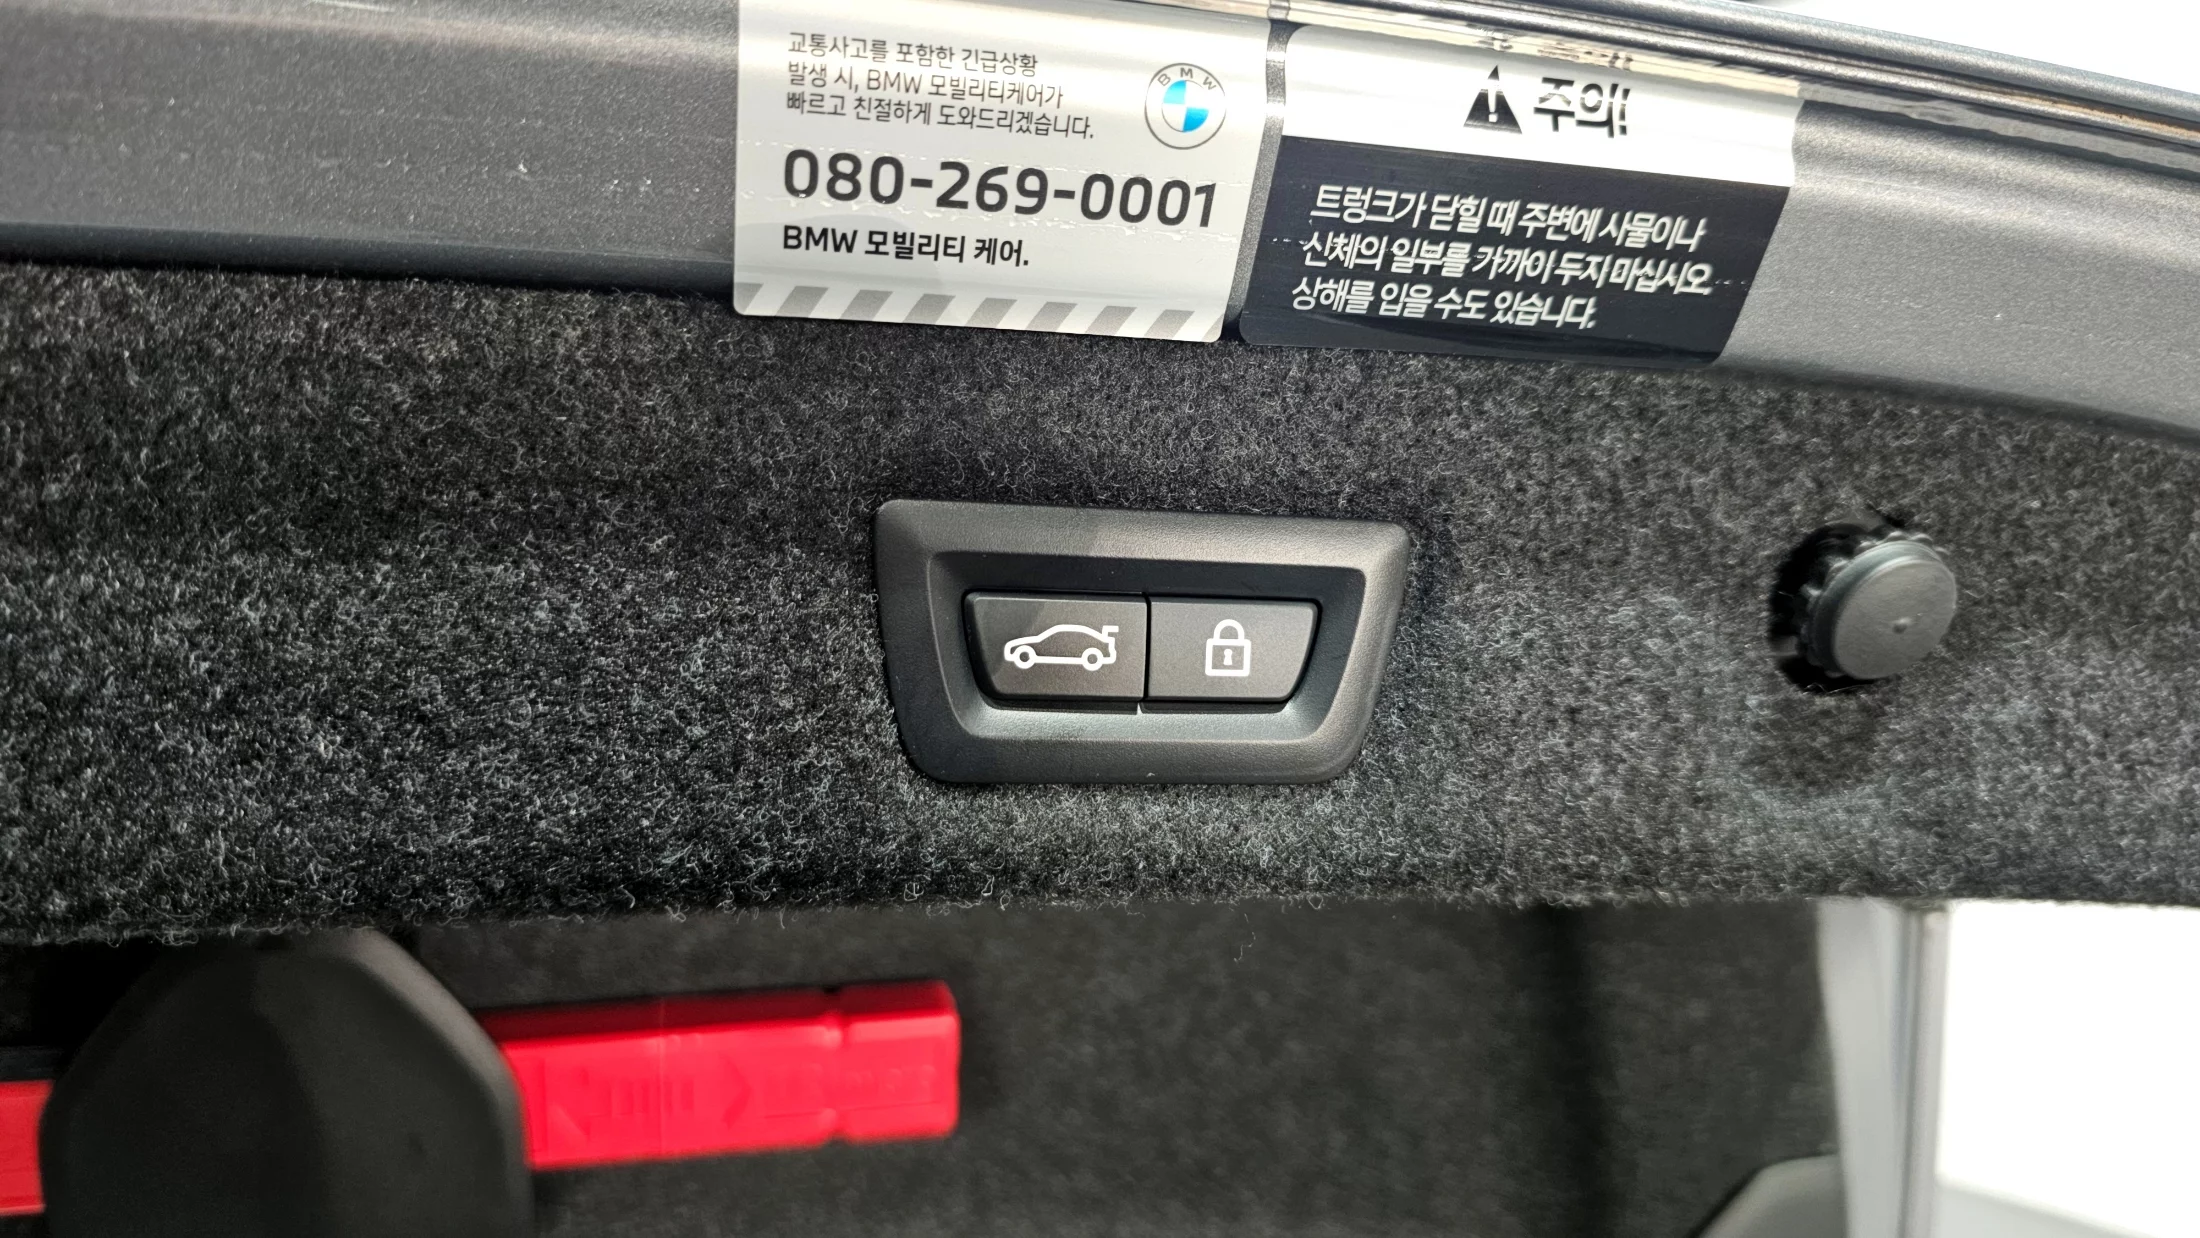 교통사고를 포함한 긴급상황
발생 시, BMW 모빌리티케어가
빠르고 친절하게 도와드리겠습니다.
BMW
080-269-0001
BMW 모빌리티 케어.
주의!
트렁크가 닫힐 때 주변에 사물이나
신체의 일부를 가까이 두지 마십시오.
상해를 입을 수도 있습니다.